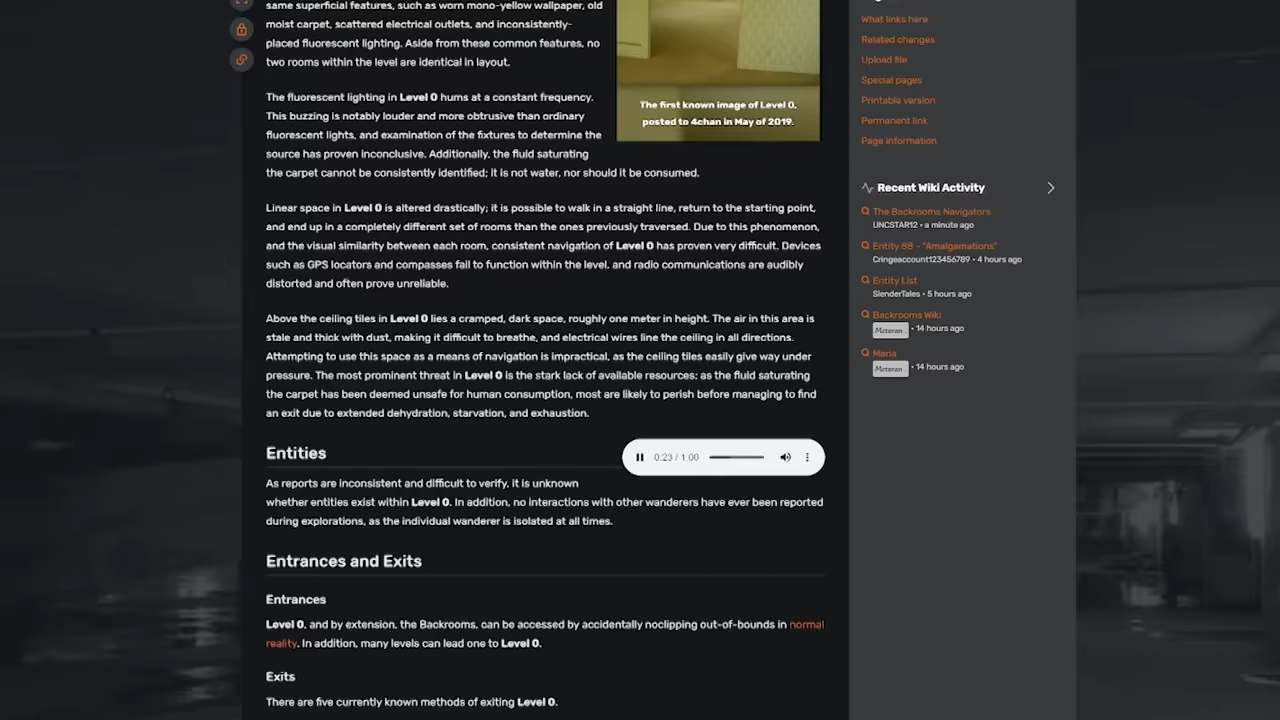 same superficial features, such as worn mono-yellow wallpaper, old
moist carpet, scattered electrical outlets, and inconsistently-
placed fluorescent lighting. Aside from these common features, no
two rooms within the level are identical in layout.
The first known image of Level 0,
posted to 4chan in May of 2019.
The fluorescent lighting in Level 0 hums at a constant frequency.
This buzzing is notably louder and more obtrusive than ordinary
fluorescent lights, and examination of the fixtures to determine the
source has proven inconclusive. Additionally, the fluid saturating
the carpet cannot be consistently identified; it is not water, nor should it be consumed.
Linear space in Level 0 is altered drastically; it is possible to walk in a straight line, return to the starting point,
and end up in a completely different set of rooms than the ones previously traversed. Due to this phenomenon,
and the visual similarity between each room, consistent navigation of Level 0 has proven very difficult. Devices
such as GPS locators and compasses fail to function within the level, and radio communications are audibly
distorted and often prove unreliable.
Above the ceiling tiles in Level 0 lies a cramped, dark space, roughly one meter in height. The air in this area is
stale and thick with dust, making it difficult to breathe, and electrical wires line the ceiling in all directions.
Attempting to use this space as a means of navigation is impractical, as the ceiling tiles easily give way under
pressure. The most prominent threat in Level 0 is the stark lack of available resources; as the fluid saturating
the carpet has been deemed unsafe for human consumption, most are likely to perish before managing to find
an exit due to extended dehydration, starvation, and exhaustion.
Entities
0:23 / 1:00
As reports are inconsistent and difficult to verify, it is unknown
whether entities exist within Level 0. In addition, no interactions with other wanderers have ever been reported
during explorations, as the individual wanderer is isolated at all times.
Entrances and Exits
Entrances
Level 0, and by extension, the Backrooms, can be accessed by accidentally noclipping out-of-bounds in normal
reality. In addition, many levels can lead one to Level 0.
Exits
There are five currently known methods of exiting Level 0.
What links here
Related changes
Upload file
Special pages
Printable version
Permanent link
Page information
Recent Wiki Activity
The Backrooms Navigators
UNCSTAR12 • a minute ago
Entity 88 - "Amalgamations"
Cringeaccount123456789 • 4 hours ago
Entity List
SlenderTales • 5 hours ago
Backrooms Wiki
• 14 hours ago
Maria
• 14 hours ago